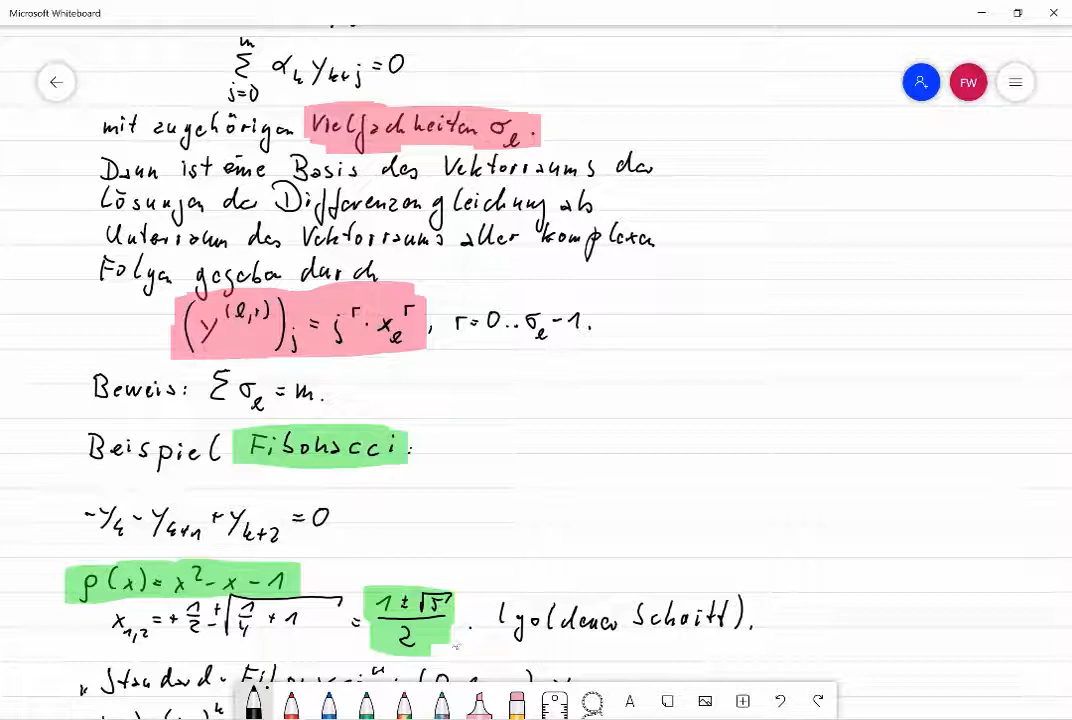 Microsoft Whiteboard
FW
m
∑ α_k y_{k+j} = 0
j=0
mit zugehörigen Vielfachheiten σ_ℓ.
Dann ist eine Basis des Vektorraums der
Lösungen der Differenzengleichung als
Unterraum des Vektorraums aller komplexen
Folgen gegeben durch
(y^{(ℓ,r)})_j = j^r · x_ℓ^r, r=0..σ_ℓ-1.
Beweis: ∑ σ_ℓ = m.
Beispiel Fibonacci:
-y_k - y_{k+1} + y_{k+2} = 0
ρ(x) = x² - x - 1
x_{1,2} = + 1/2 ± √(1/4 + 1) = (1 ± √5)/2. (goldener Schnitt).
"Standard-
A